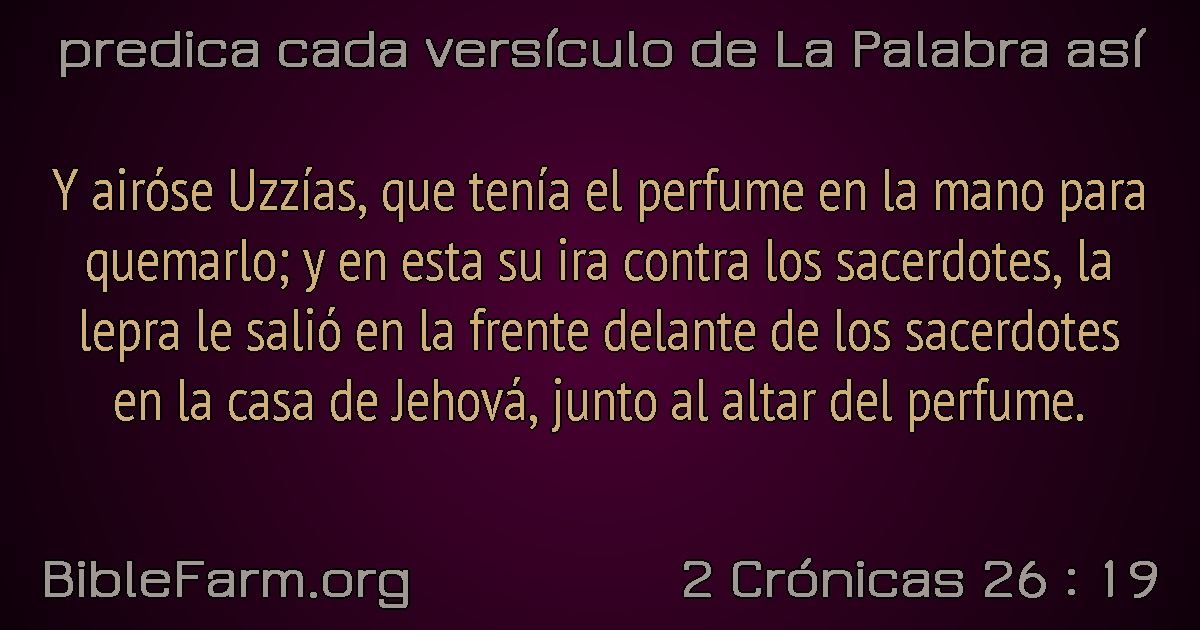 predica cada versículo de La Palabra así
Y airóse Uzzías, que tenía el perfume en la mano para
quemarlo; y en esta su ira contra los sacerdotes, la
lepra le salió en la frente delante de los sacerdotes
en la casa de Jehová, junto al altar del perfume.
BibleFarm.org
2 Crónicas 26 : 19